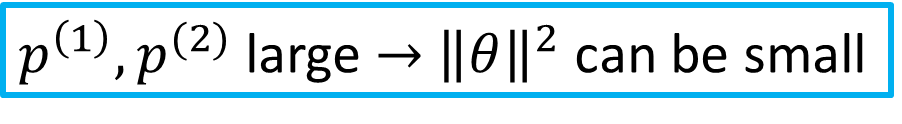 p⁽¹⁾, p⁽²⁾ large → ‖θ‖² can be small